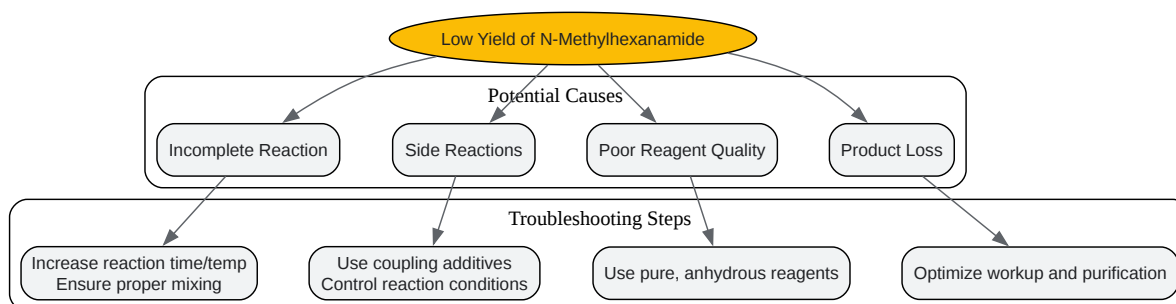 Low Yield of N-Methylhexanamide
Potential Causes
Incomplete Reaction
Side Reactions
Poor Reagent Quality
Product Loss
Troubleshooting Steps
Increase reaction time/temp
Ensure proper mixing
Use coupling additives
Control reaction conditions
Use pure, anhydrous reagents
Optimize workup and purification